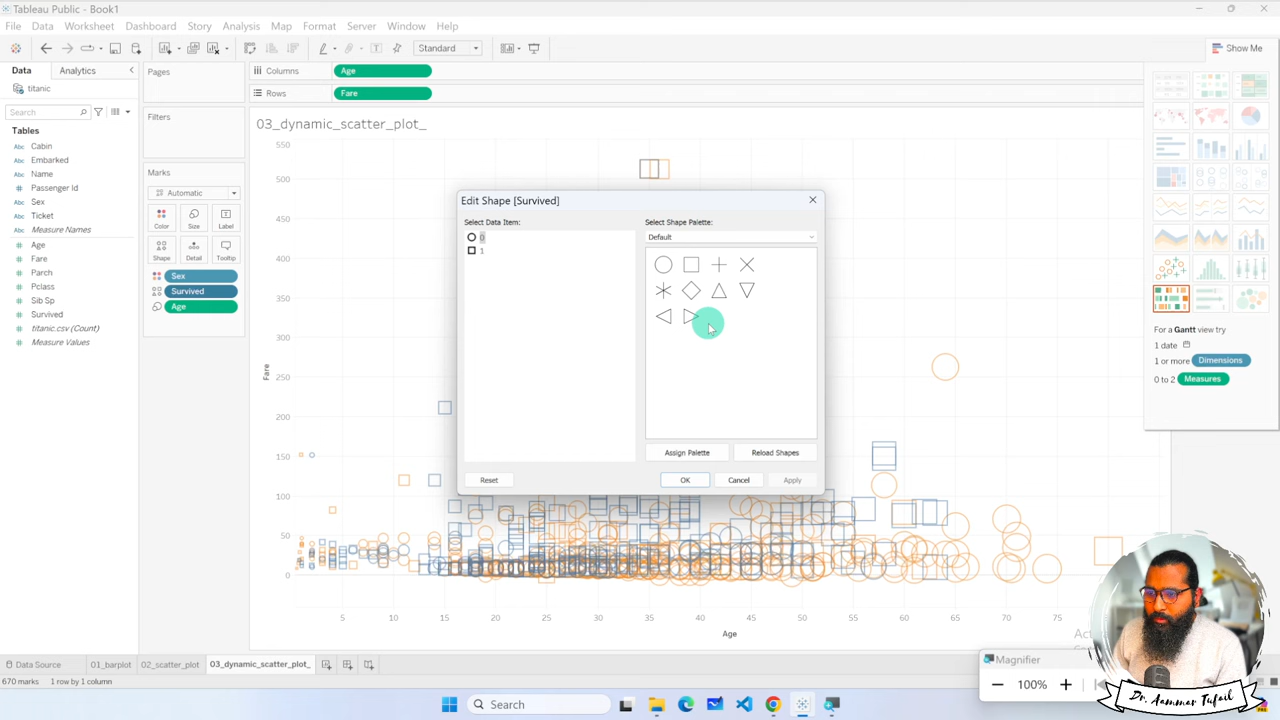 Tableau Public - Book1
File Data Worksheet Dashboard Story Analysis Map Format Server Window Help
Standard
Show Me
Data Analytics
titanic
Search
Tables
Abc Cabin
Abc Embarked
Abc Name
# Passenger Id
Abc Sex
Abc Ticket
Abc Measure Names
# Age
# Fare
# Parch
# Pclass
# Sib Sp
# Survived
# titanic.csv (Count)
# Measure Values
Pages
Filters
Marks
Automatic
Color Size Label
Shape Detail Tooltip
Sex
Survived
Age
Columns Age
Rows Fare
03_dynamic_scatter_plot_
550
500
450
400
350
300
250
200
150
100
50
0
Fare
5 10 15 20 25 30 35 40 45 50 55 60 65 70 75
Age
Edit Shape [Survived]
Select Data Item:
0
1
Reset
Select Shape Palette:
Default
Assign Palette Reload Shapes
OK Cancel Apply
For a Gantt view try
1 date
1 or more Dimensions
0 to 2 Measures
Magnifier
100%
Dr. Aammar Tufail
Data Source 01_barplot 02_scatter_plot 03_dynamic_scatter_plot_
670 marks 1 row by 1 column
Search